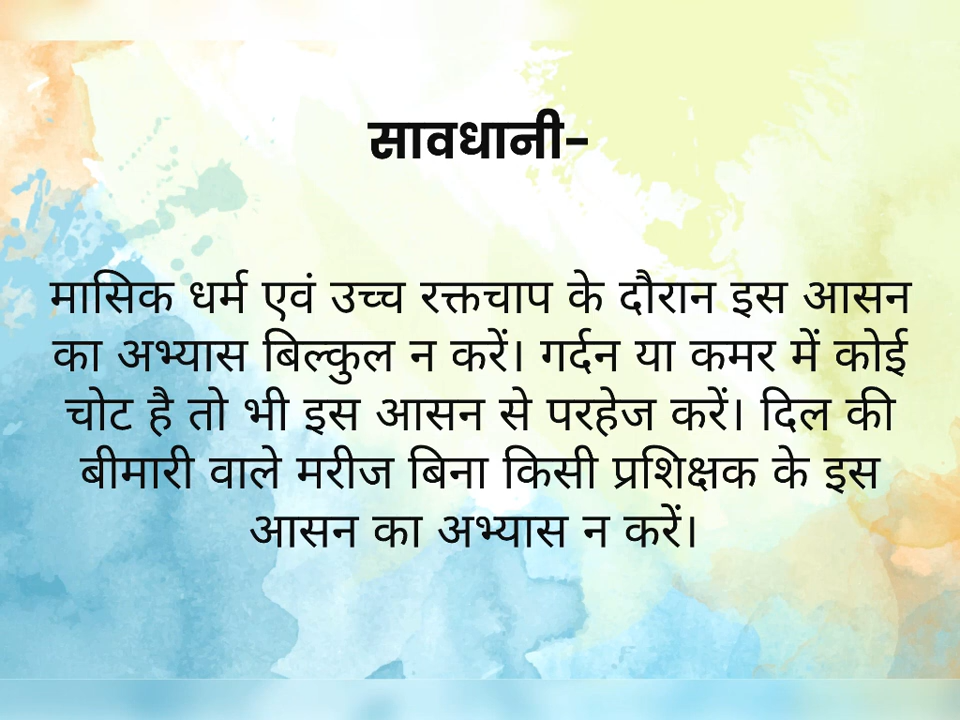 सावधानी-
मासिक धर्म एवं उच्च रक्तचाप के दौरान इस आसन
का अभ्यास बिल्कुल न करें। गर्दन या कमर में कोई
चोट है तो भी इस आसन से परहेज करें। दिल की
बीमारी वाले मरीज बिना किसी प्रशिक्षक के इस
आसन का अभ्यास न करें।